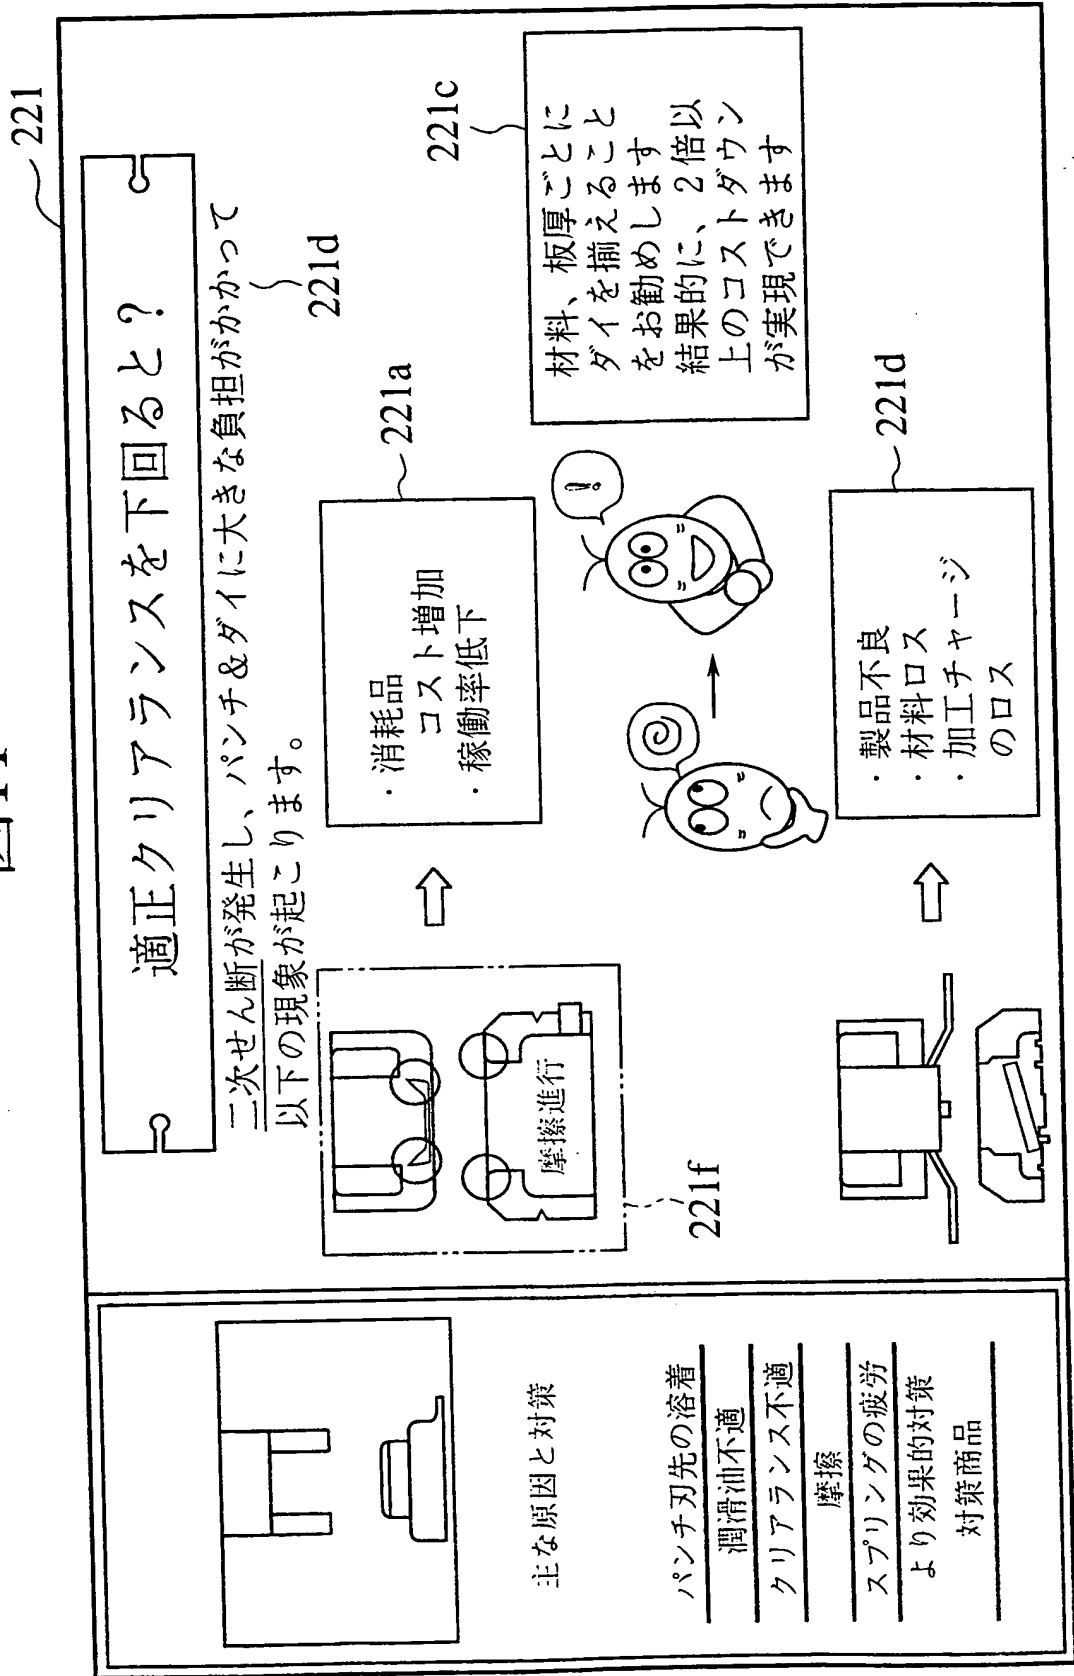 221
適正クリアランスを下回ると？
二次せん断が発生し、パンチ&ダイに大きな負担がかかって
以下の現象が起こります。
221d
主な原因と対策
パンチ刃先の溶着
潤滑油不適
クリアランス不適
摩擦
スプリングの疲労
より効果的対策
対策商品
摩擦進行
221f
・消耗品
コスト増加
・稼働率低下
221a
材料、板厚ごとに
ダイを揃えること
をお勧めします
結果的に、2倍以
上のコストダウン
が実現できます
221c
!
・製品不良
・材料ロス
・加工チャージ
のロス
221d